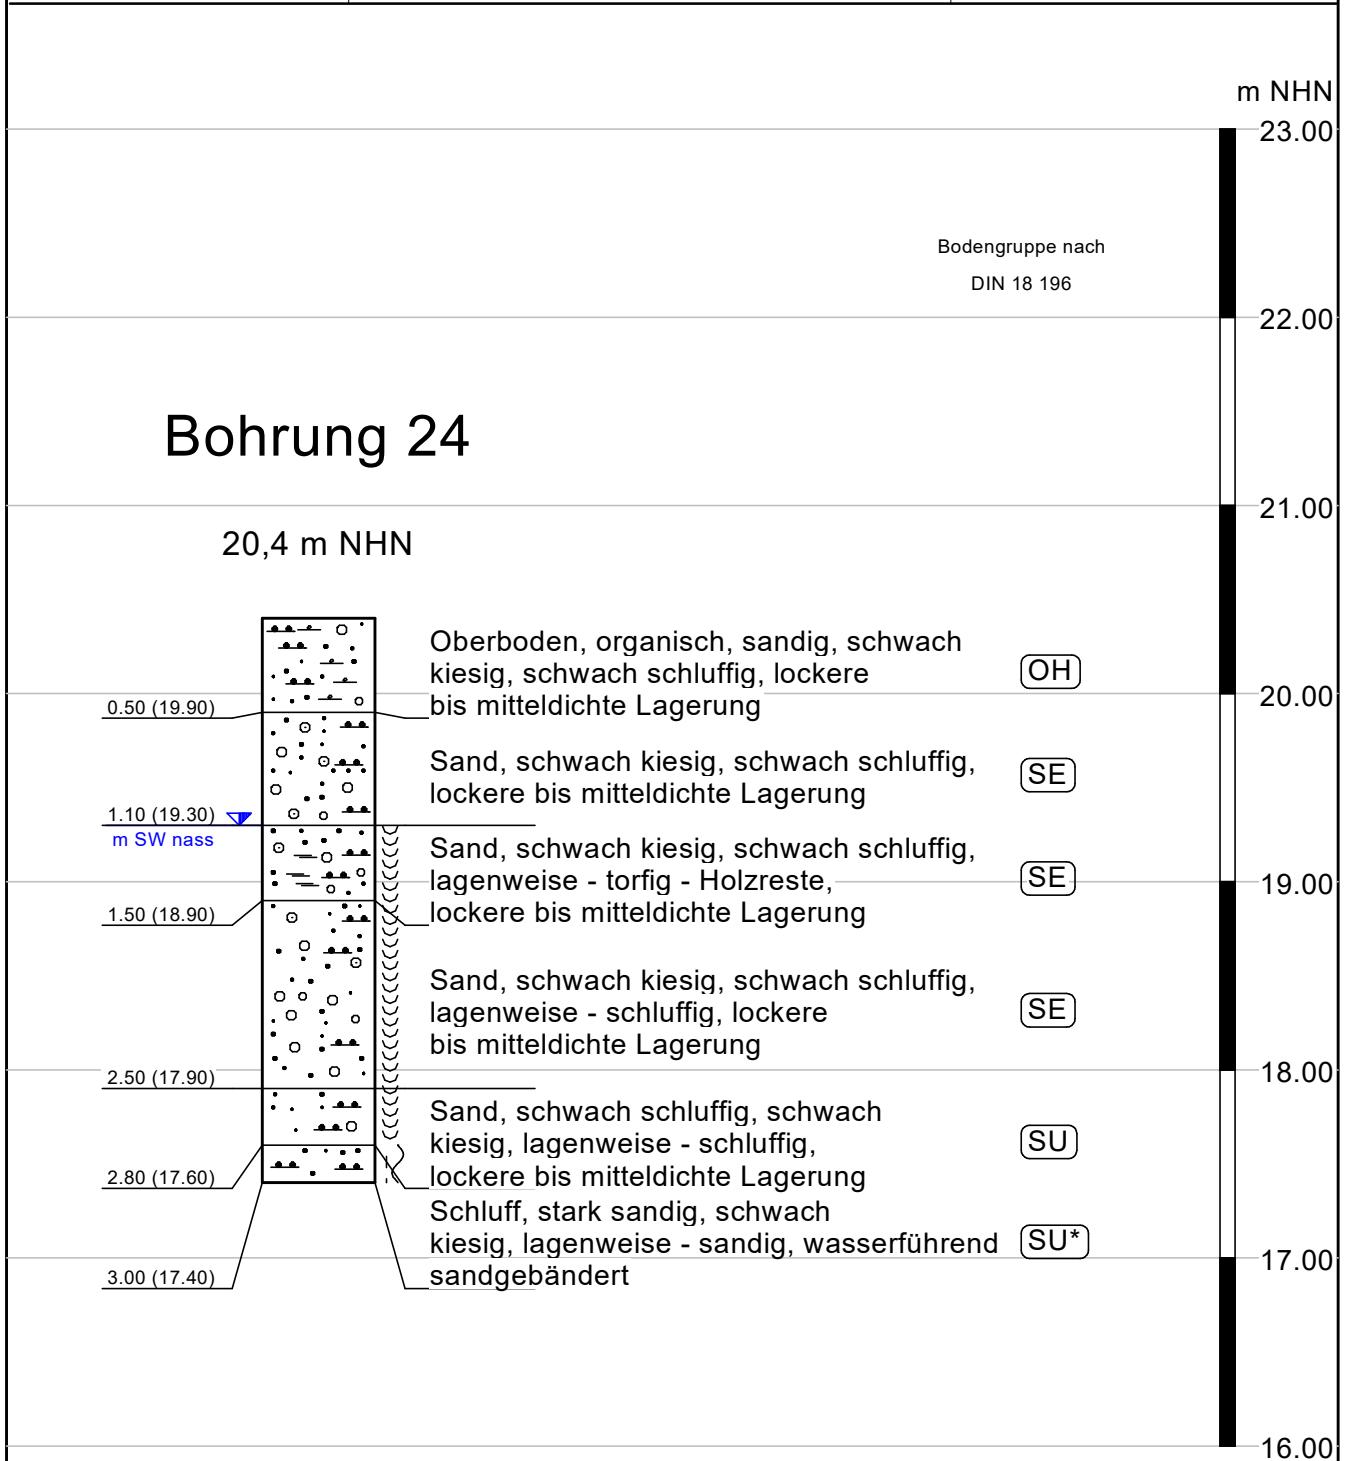 m NHN
23.00
Bodengruppe nach
DIN 18 196
22.00
Bohrung 24
21.00
20,4 m NHN
Oberboden, organisch, sandig, schwach
kiesig, schwach schluffig, lockere
bis mitteldichte Lagerung
OH
20.00
0.50 (19.90)
Sand, schwach kiesig, schwach schluffig,
lockere bis mitteldichte Lagerung
SE
1.10 (19.30)
m SW nass
Sand, schwach kiesig, schwach schluffig,
lagenweise - torfig - Holzreste,
lockere bis mitteldichte Lagerung
SE
19.00
1.50 (18.90)
Sand, schwach kiesig, schwach schluffig,
lagenweise - schluffig, lockere
bis mitteldichte Lagerung
SE
18.00
2.50 (17.90)
Sand, schwach schluffig, schwach
kiesig, lagenweise - schluffig,
lockere bis mitteldichte Lagerung
SU
2.80 (17.60)
Schluff, stark sandig, schwach
kiesig, lagenweise - sandig, wasserführend
sandgebändert
SU*
17.00
3.00 (17.40)
16.00